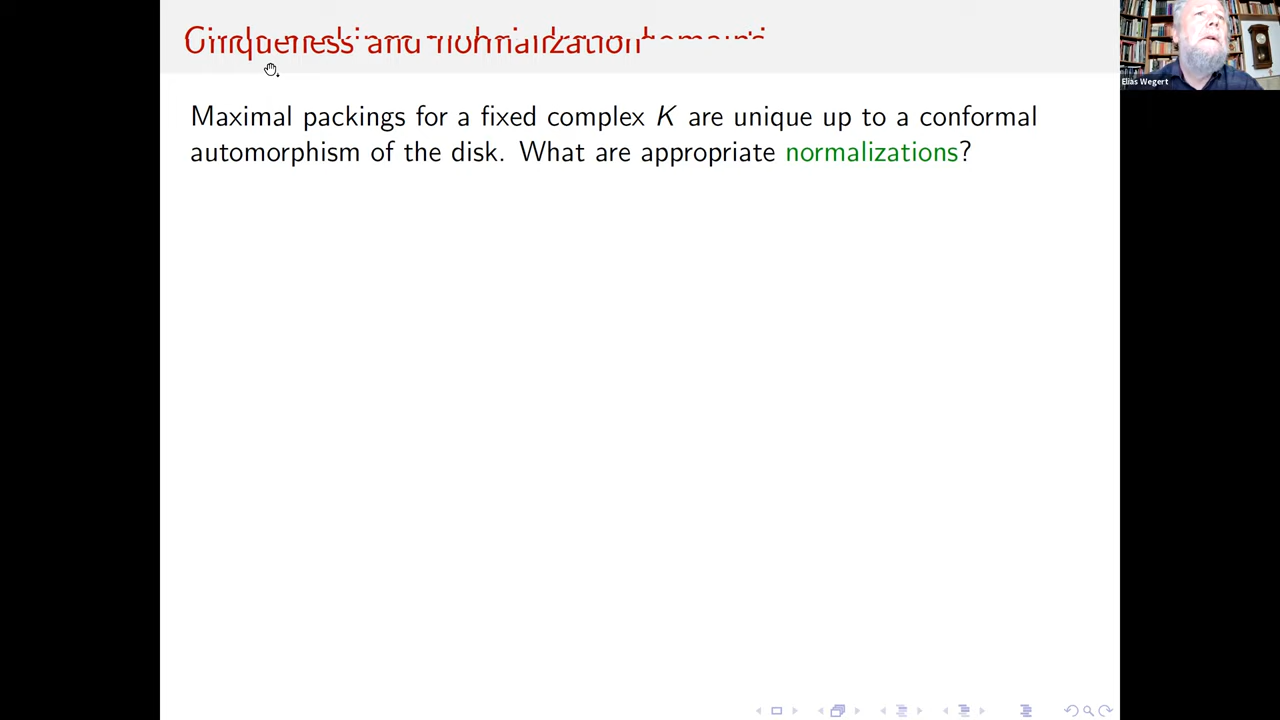 Maximal packings for a fixed complex K are unique up to a conformal
automorphism of the disk. What are appropriate normalizations?
Elias Wegert